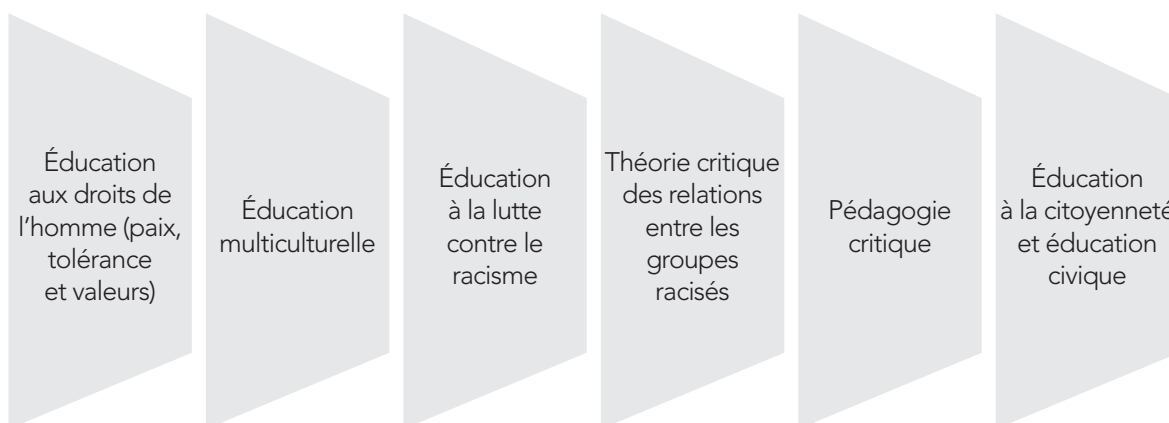 Éducation
aux droits de
l'homme (paix,
tolérance
et valeurs)
Éducation
multiculturelle
Éducation
à la lutte
contre le
racisme
Théorie critique
des relations
entre les
groupes
racisés
Pédagogie
critique
Éducation
à la citoyenneté
et éducation
civique